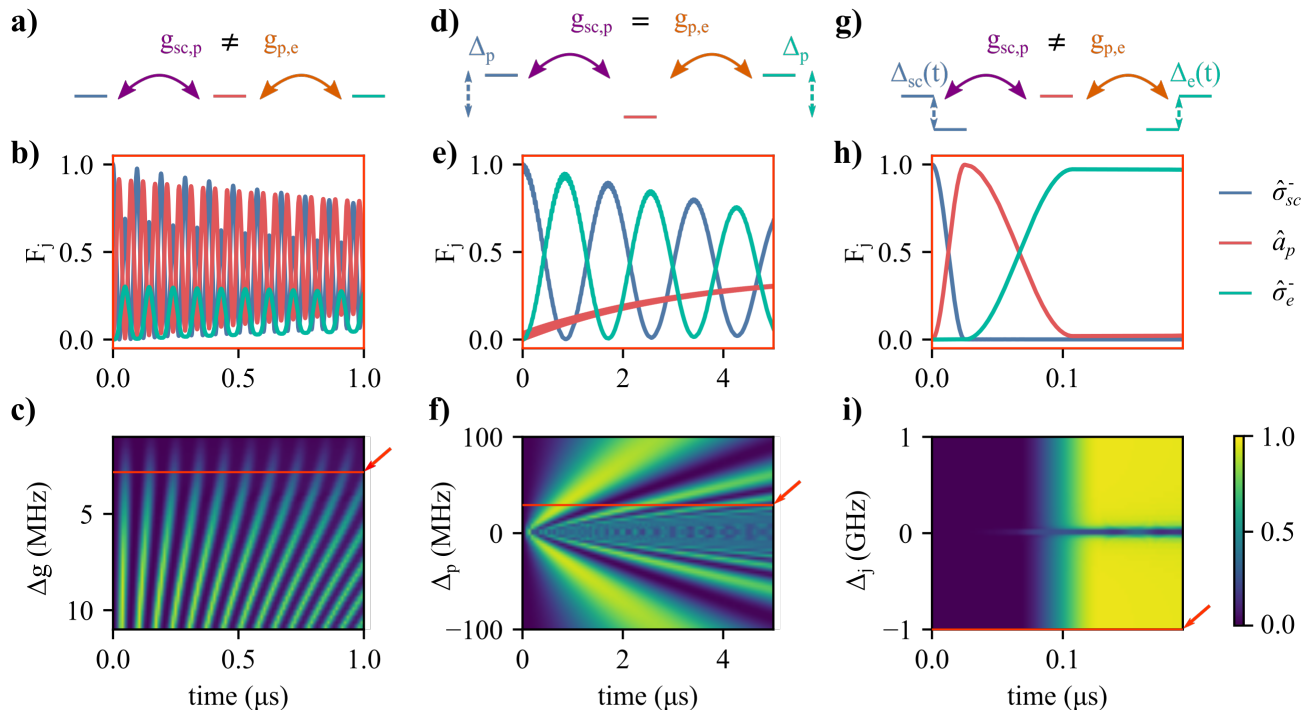 a)
g_sc,p ≠ g_p,e
b)
F_j
1.0
0.5
0.0
0.0 0.5 1.0
c)
Δg (MHz)
5
10
0.0 0.5 1.0
time (μs)
d)
g_sc,p = g_p,e
Δ_p Δ_p
e)
F_j
1.0
0.5
0.0
0 2 4
f)
Δ_p (MHz)
100
0
−100
0 2 4
time (μs)
g)
g_sc,p ≠ g_p,e
Δ_sc(t) Δ_e(t)
h)
F_j
1.0
0.5
0.0
0.0 0.1
σ̂⁻_sc
â_p
σ̂⁻_e
i)
Δ_j (GHz)
1
0
−1
0.0 0.1
time (μs)
1.0
0.5
0.0